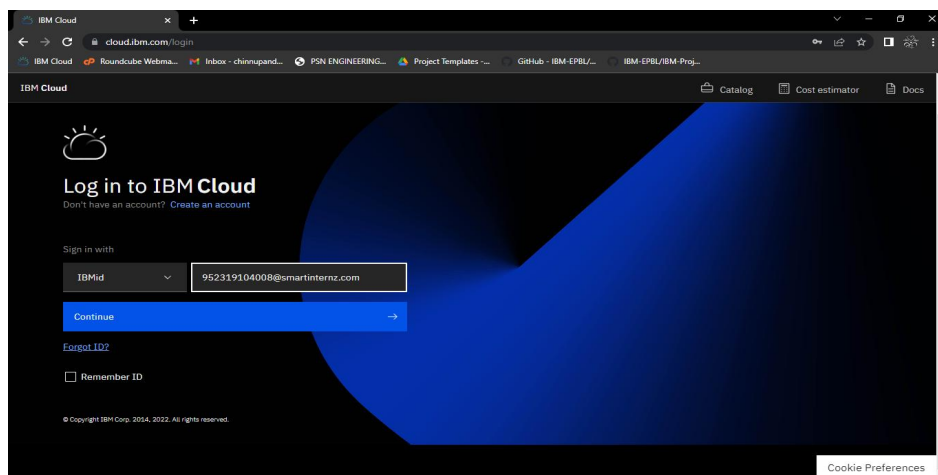 IBM Cloud
cloud.ibm.com/login
IBM Cloud Roundcube Webma... Inbox - chinnupand... PSN ENGINEERING... Project Templates -... GitHub - IBM-EPBL/... IBM-EPBL/IBM-Proj...
IBM Cloud Catalog Cost estimator Docs
Log in to IBM Cloud
Don't have an account? Create an account
Sign in with
IBMid 952319104008@smartinternz.com
Continue
Forgot ID?
Remember ID
© Copyright IBM Corp. 2014, 2022. All rights reserved.
Cookie Preferences